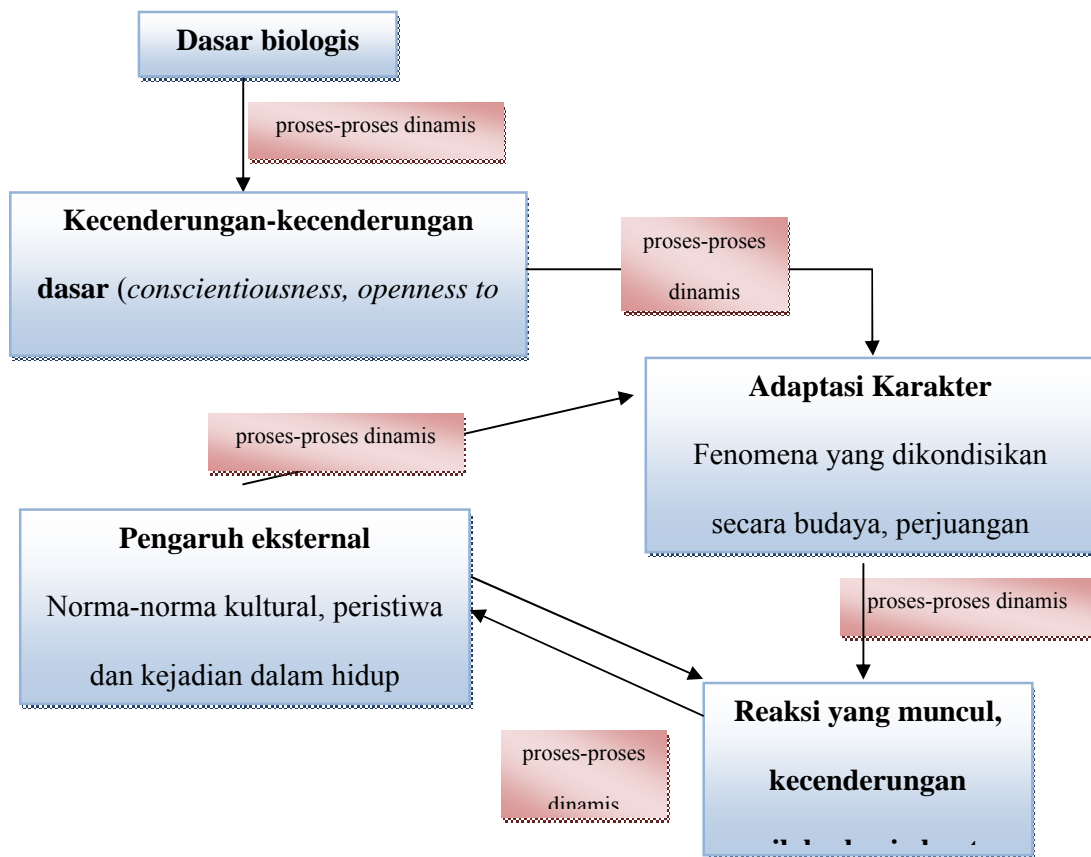 Dasar biologis
proses-proses dinamis
Kecenderungan-kecenderungan
dasar (conscientiousness, openness to
proses-proses
dinamis
Adaptasi Karakter
Fenomena yang dikondisikan
secara budaya, perjuangan
proses-proses dinamis
Pengaruh eksternal
Norma-norma kultural, peristiwa
dan kejadian dalam hidup
proses-proses dinamis
Reaksi yang muncul,
kecenderungan
proses-proses
dinamis